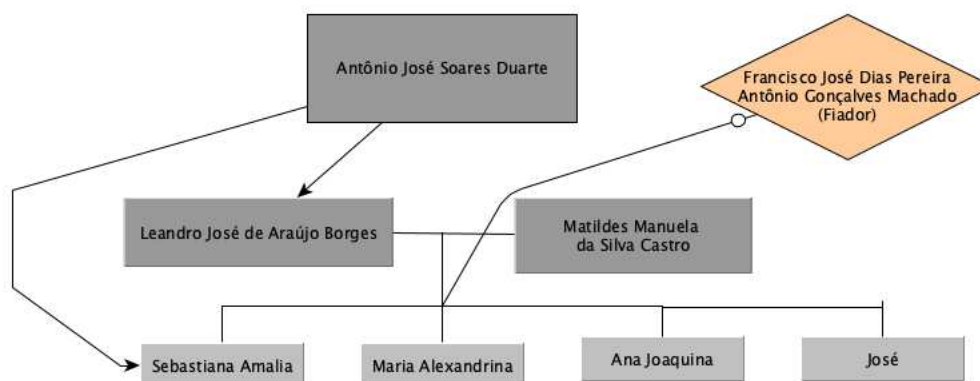 Antônio José Soares Duarte
Francisco José Dias Pereira
Antônio Gonçalves Machado
(Fiador)
Leandro José de Araújo Borges
Matildes Manuela
da Silva Castro
Sebastiana Amalia
Maria Alexandrina
Ana Joaquina
José